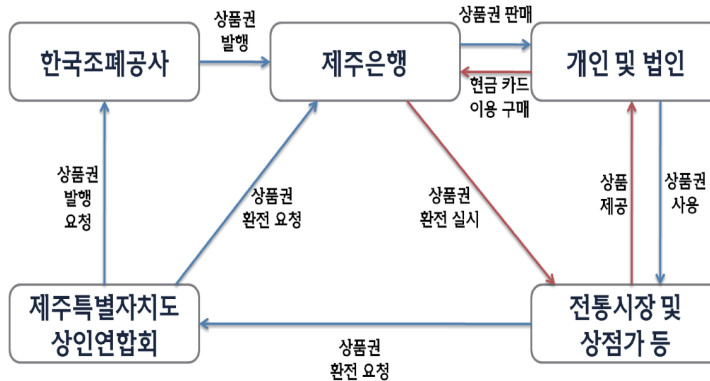 상품권
발행
상품권 판매
한국조폐공사
제주은행
개인 및 법인
현금 카드
이용 구매
상품권
발행
요청
상품권
환전 요청
상품권
환전 실시
상품
제공
상품권
사용
제주특별자치도
상인연합회
전통시장 및
상점가 등
상품권
환전 요청